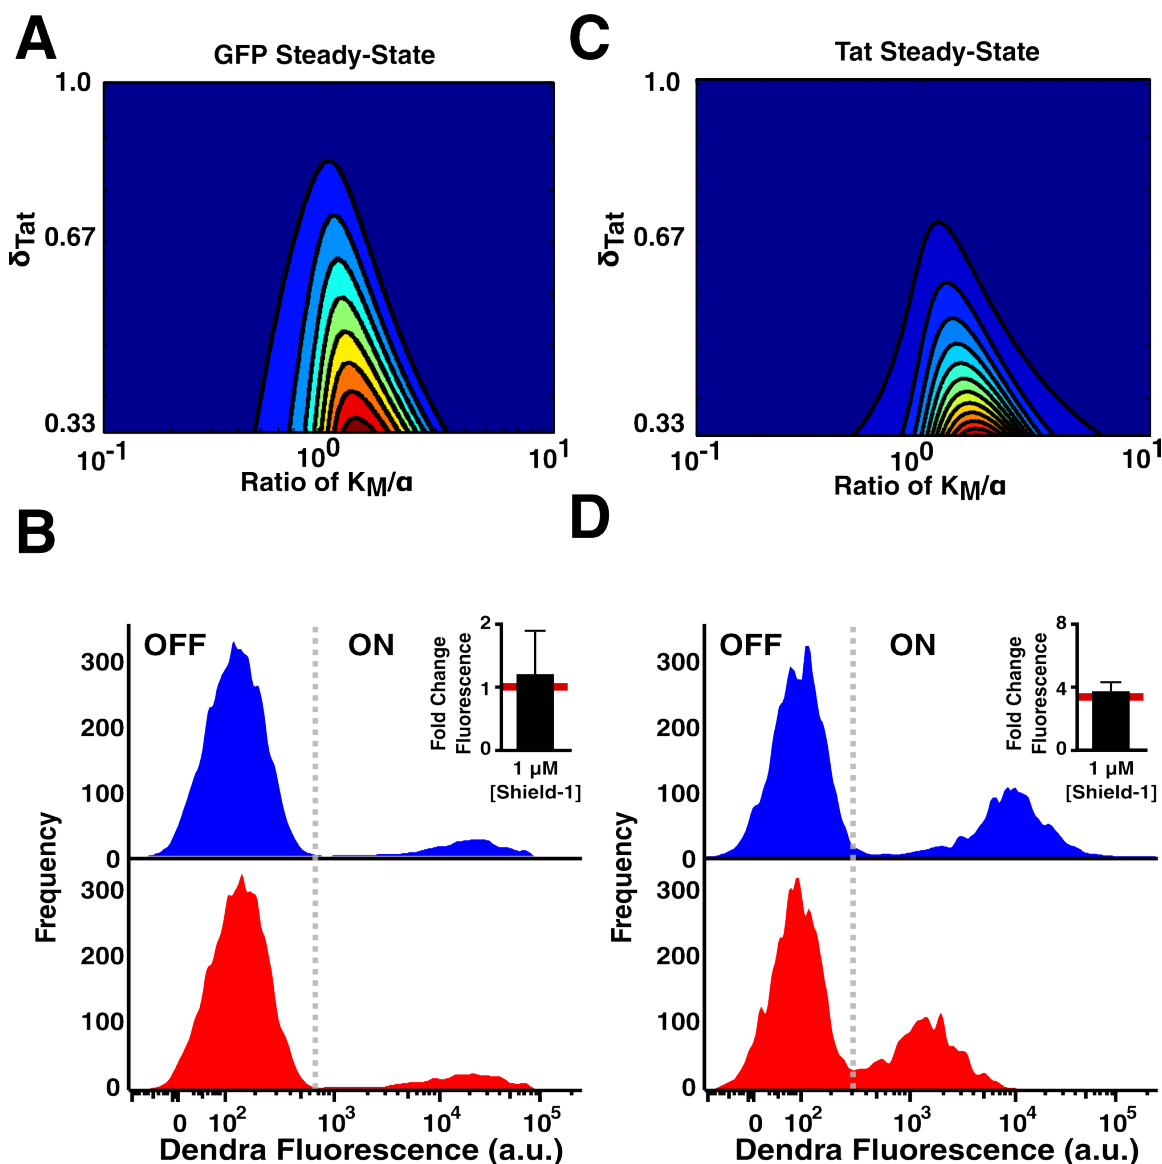 A
GFP Steady-State
1.0
0.67
0.33
δTat
10-1
100
101
Ratio of KM/α
C
Tat Steady-State
1.0
0.67
0.33
δTat
10-1
100
101
Ratio of KM/α
B
OFF
ON
300
200
100
0
2
1
0
Fold Change
Fluorescence
1 µM
[Shield-1]
Frequency
300
200
100
0
0
102
103
104
105
Dendra Fluorescence (a.u.)
D
OFF
ON
300
200
100
0
8
4
0
Fold Change
Fluorescence
1 µM
[Shield-1]
Frequency
300
200
100
0
0
102
103
104
105
Dendra Fluorescence (a.u.)